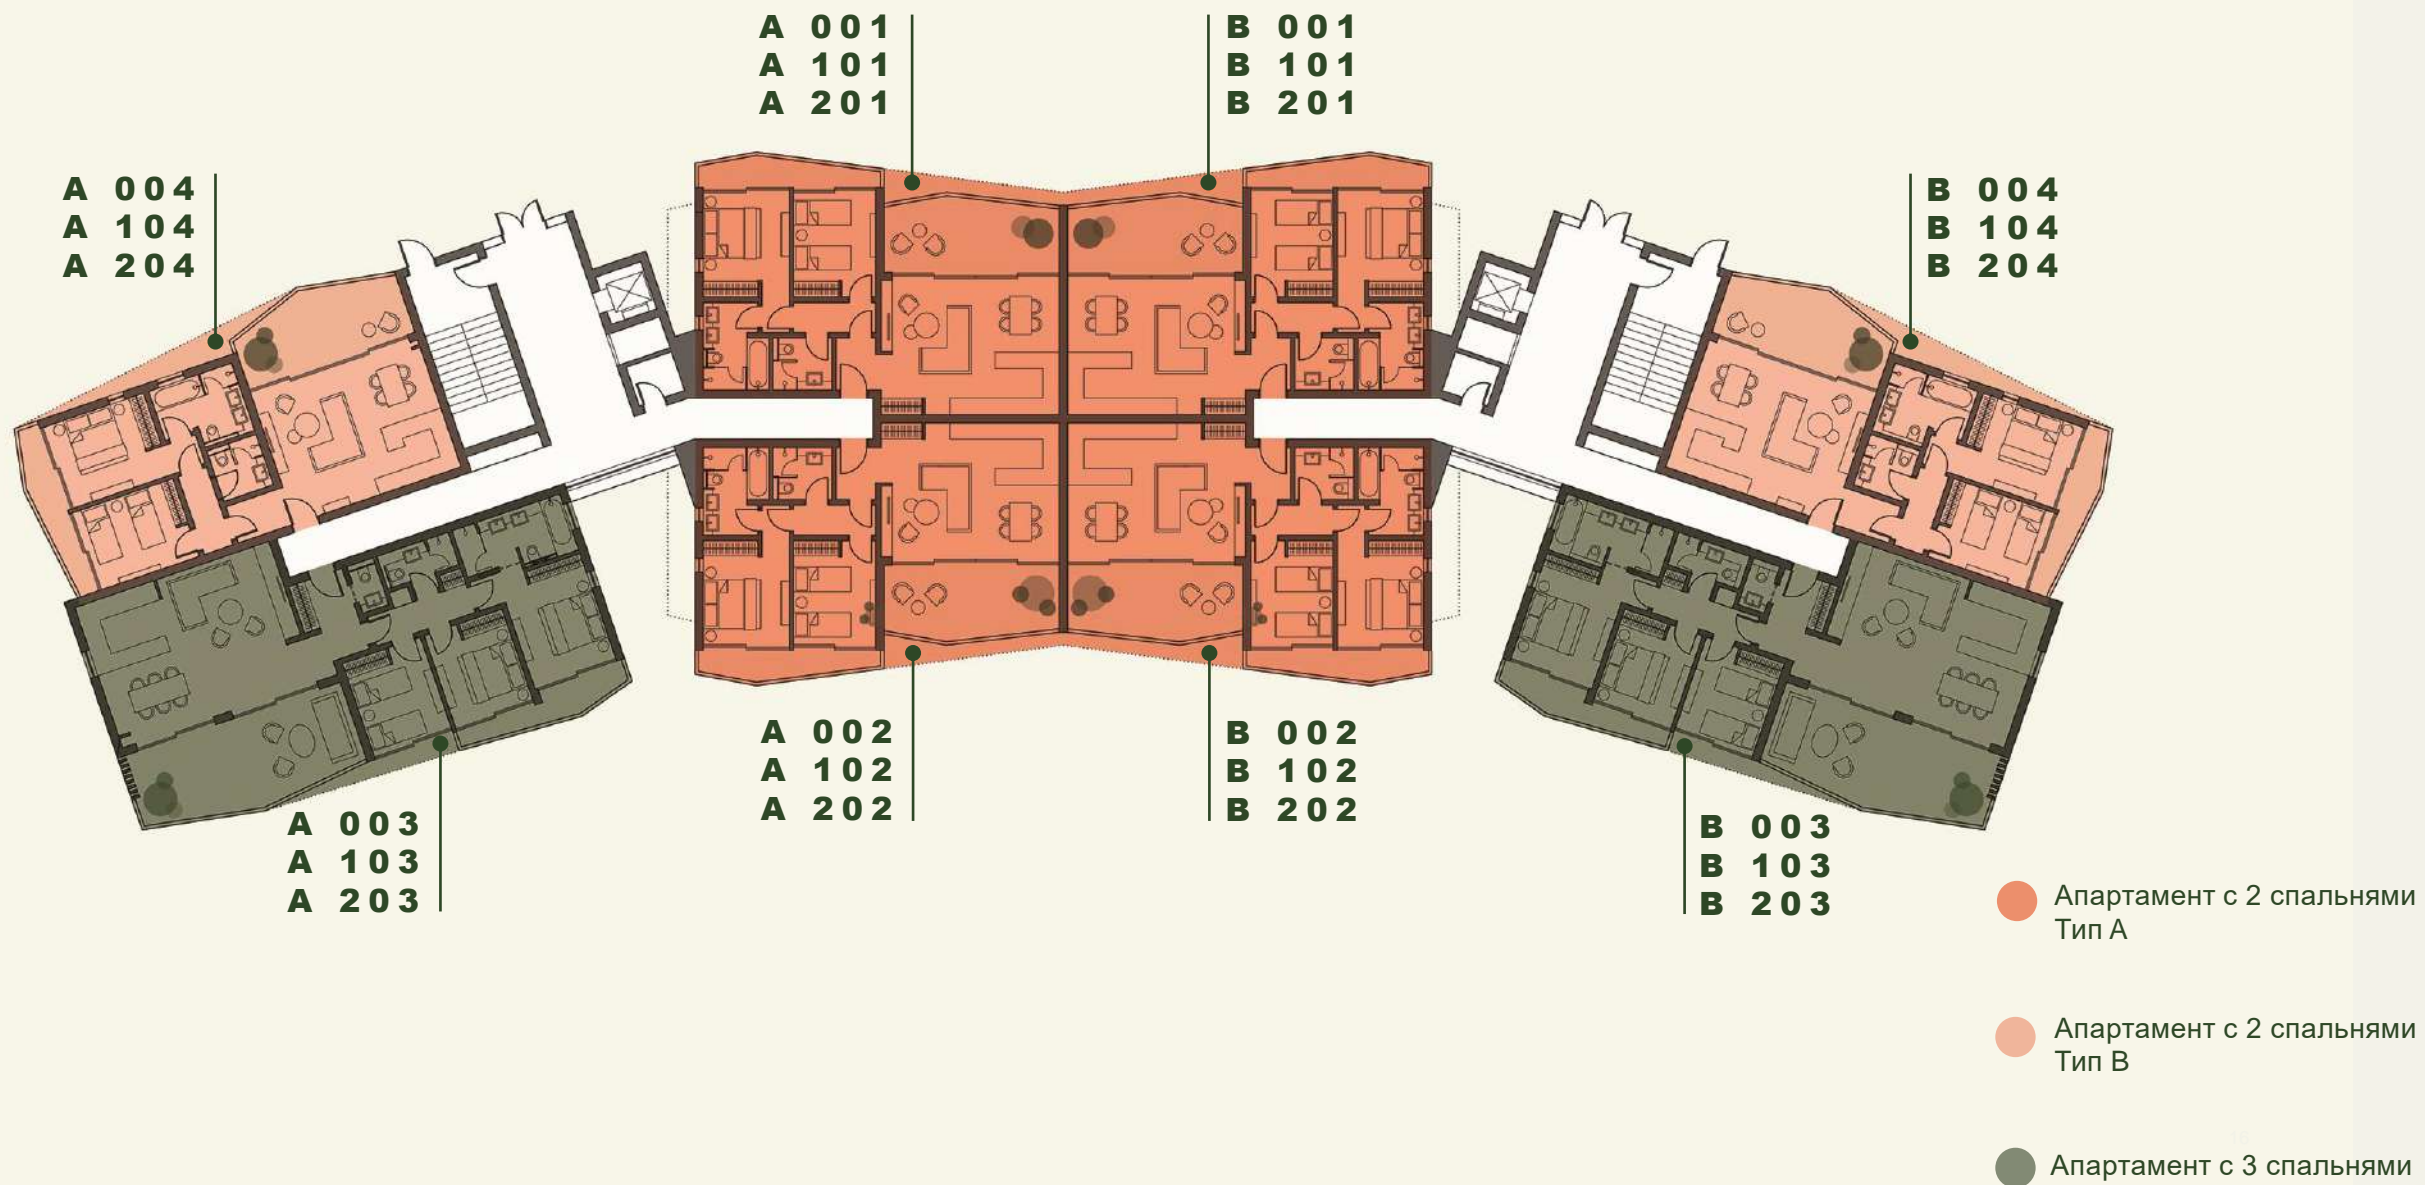 A 001
A 101
A 201
B 001
B 101
B 201
A 004
A 104
A 204
B 004
B 104
B 204
A 002
A 102
A 202
B 002
B 102
B 202
A 003
A 103
A 203
B 003
B 103
B 203
Апартамент с 2 спальнями
Тип А
Апартамент с 2 спальнями
Тип B
Апартамент с 3 спальнями